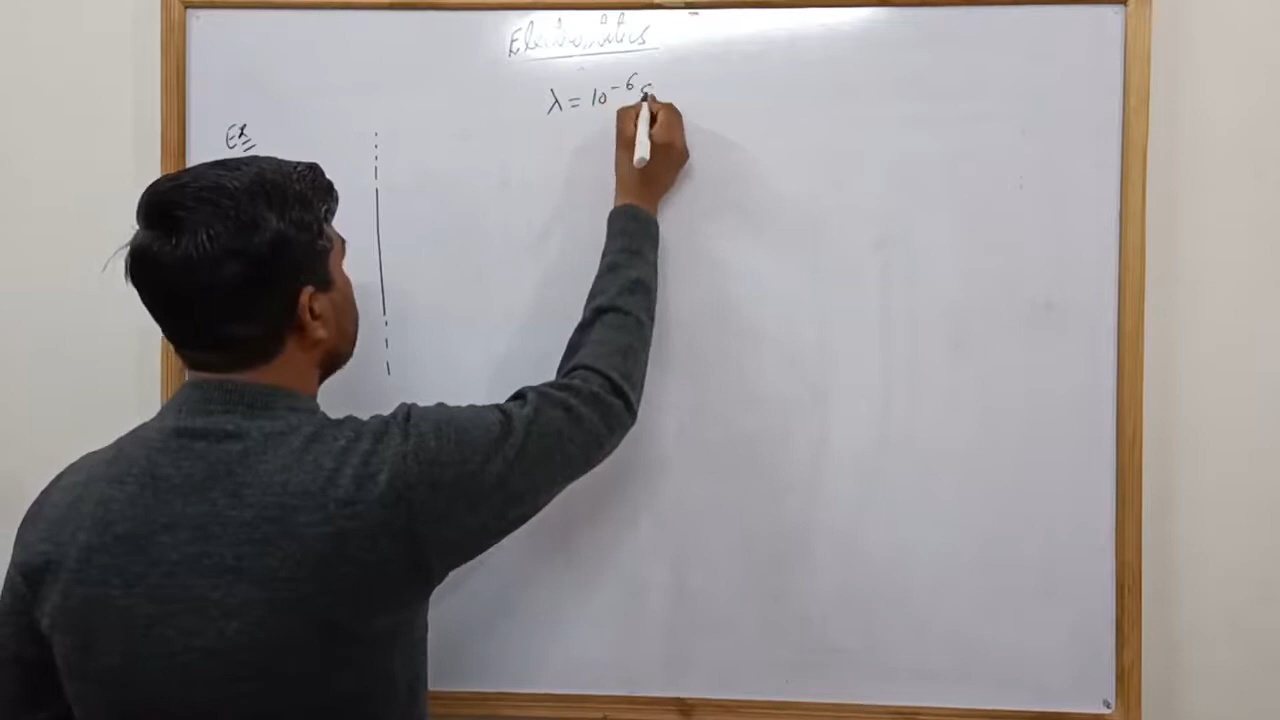 Electrostatics
λ = 10⁻⁶
Ex